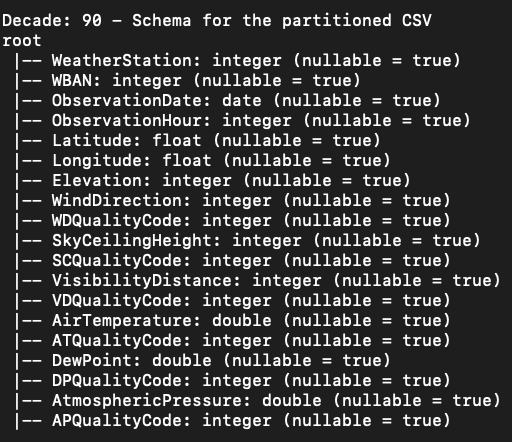 Decade: 90 - Schema for the partitioned CSV
root
 |-- WeatherStation: integer (nullable = true)
 |-- WBAN: integer (nullable = true)
 |-- ObservationDate: date (nullable = true)
 |-- ObservationHour: integer (nullable = true)
 |-- Latitude: float (nullable = true)
 |-- Longitude: float (nullable = true)
 |-- Elevation: integer (nullable = true)
 |-- WindDirection: integer (nullable = true)
 |-- WDQualityCode: integer (nullable = true)
 |-- SkyCeilingHeight: integer (nullable = true)
 |-- SCQualityCode: integer (nullable = true)
 |-- VisibilityDistance: integer (nullable = true)
 |-- VDQualityCode: integer (nullable = true)
 |-- AirTemperature: double (nullable = true)
 |-- ATQualityCode: integer (nullable = true)
 |-- DewPoint: double (nullable = true)
 |-- DPQualityCode: integer (nullable = true)
 |-- AtmosphericPressure: double (nullable = true)
 |-- APQualityCode: integer (nullable = true)